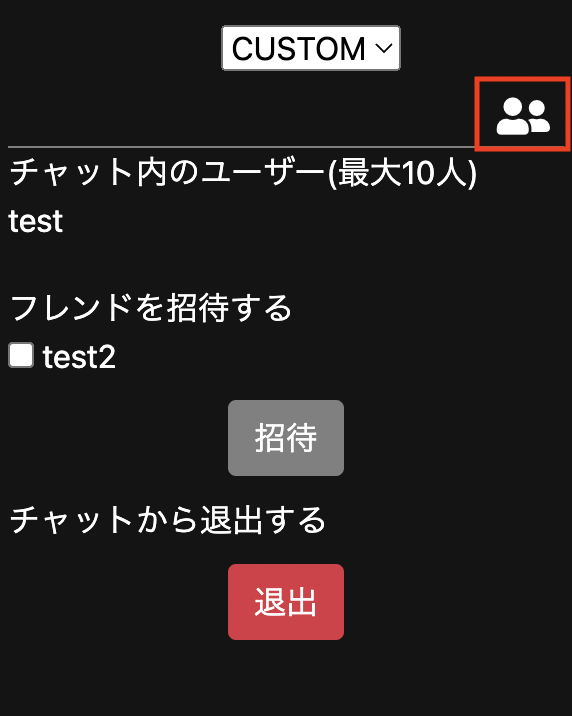 CUSTOM
チャット内のユーザー(最大10人)
test
フレンドを招待する
test2
招待
チャットから退出する
退出